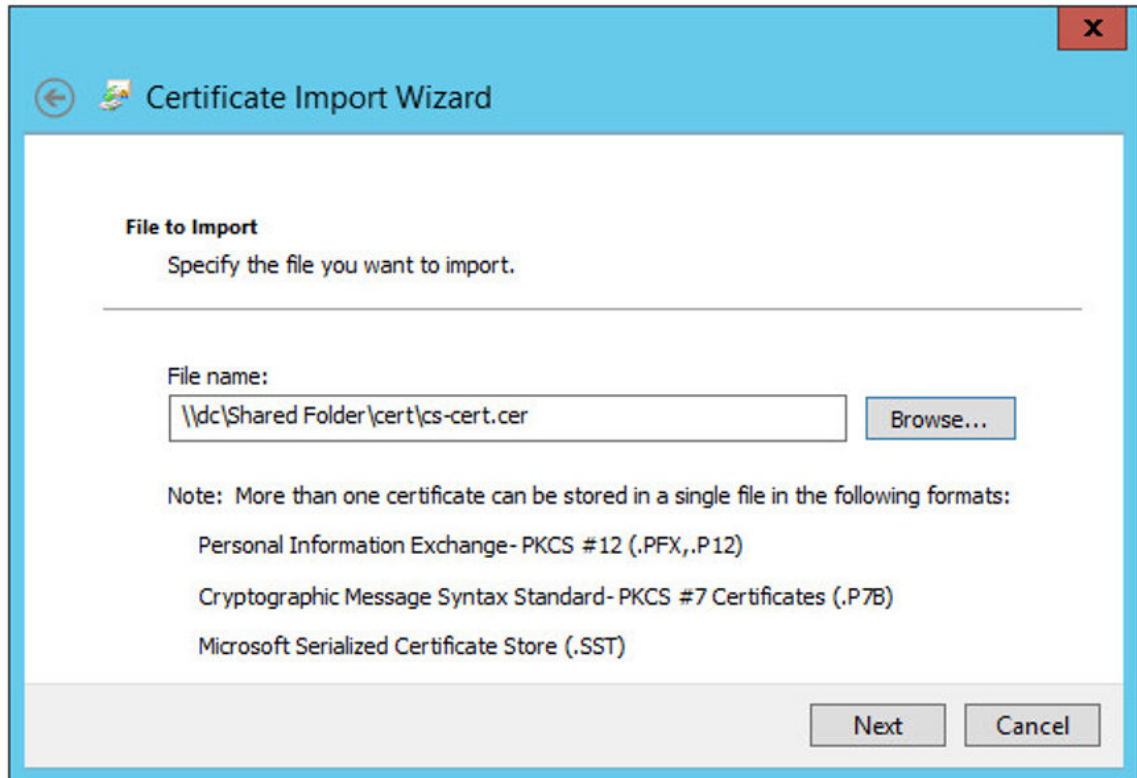 x
Certificate Import Wizard
File to Import
Specify the file you want to import.
File name:
\\dc\Shared Folder\cert\cs-cert.cer
Browse...
Note: More than one certificate can be stored in a single file in the following formats:
Personal Information Exchange- PKCS #12 (.PFX,.P12)
Cryptographic Message Syntax Standard- PKCS #7 Certificates (.P7B)
Microsoft Serialized Certificate Store (.SST)
Next
Cancel